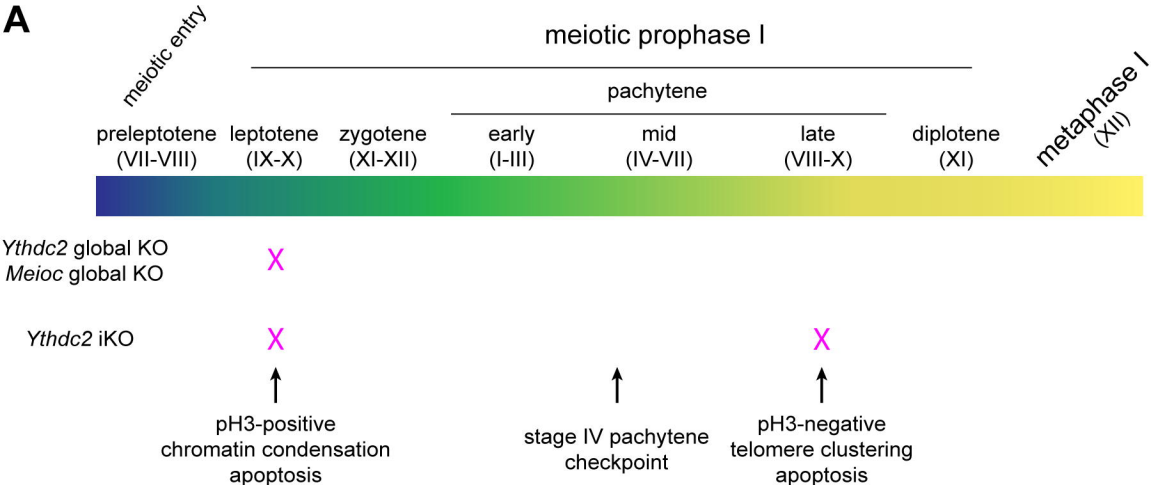 A
meiotic entry
meiotic prophase I
pachytene
metaphase I
(XII)
preleptotene leptotene zygotene early mid late diplotene
(VII-VIII) (IX-X) (XI-XII) (I-III) (IV-VII) (VIII-X) (XI)
Ythdc2 global KO
Meioc global KO
X
Ythdc2 iKO
X X
pH3-positive
chromatin condensation
apoptosis
stage IV pachytene
checkpoint
pH3-negative
telomere clustering
apoptosis